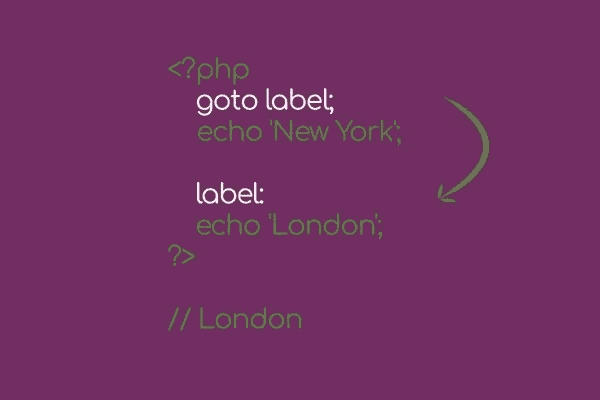 <?php
goto label;
echo 'New York';
label:
echo 'London';
?>
// London